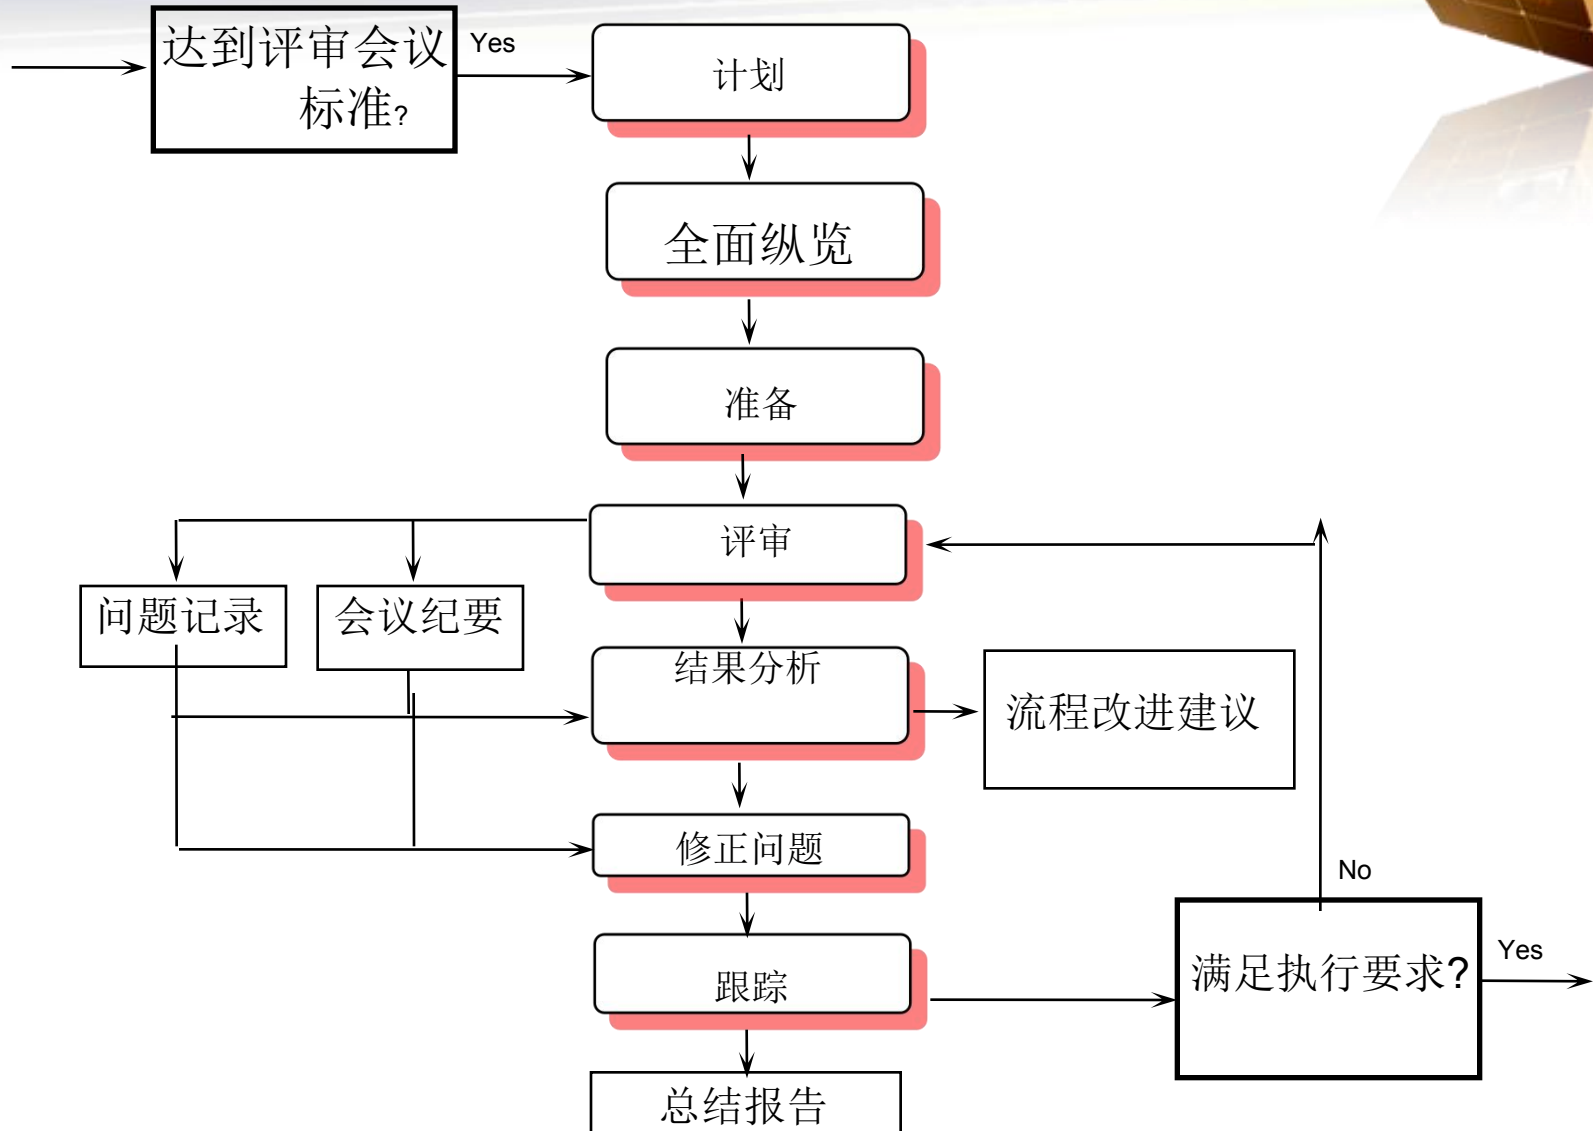 达到评审会议
标准?
Yes
计划
全面纵览
准备
评审
问题记录
会议纪要
结果分析
流程改进建议
修正问题
No
跟踪
满足执行要求?
Yes
总结报告